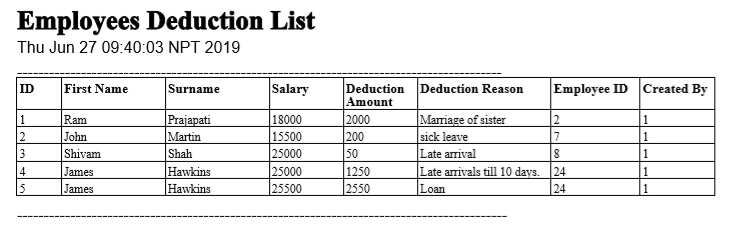 Employees Deduction List
Thu Jun 27 09:40:03 NPT 2019
ID First Name Surname Salary Deduction Amount Deduction Reason Employee ID Created By
1 Ram Prajapati 18000 2000 Marriage of sister 2 1
2 John Martin 15500 200 sick leave 7 1
3 Shivam Shah 25000 50 Late arrival 8 1
4 James Hawkins 25000 1250 Late arrivals till 10 days. 24 1
5 James Hawkins 25500 2550 Loan 24 1